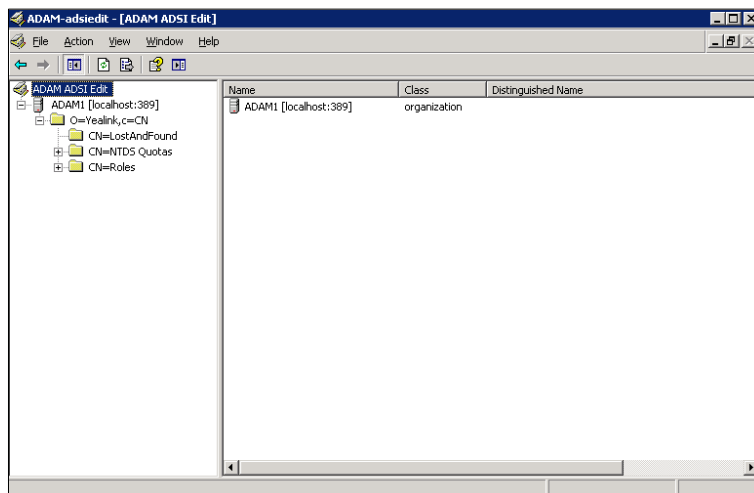 ADAM-adsiedit - [ADAM ADSI Edit]
File Action View Window Help
ADAM ADSI Edit
ADAM1 [localhost:389]
O=Yealink,c=CN
CN=LostAndFound
CN=NTDS Quotas
CN=Roles
Name Class Distinguished Name
ADAM1 [localhost:389] organization